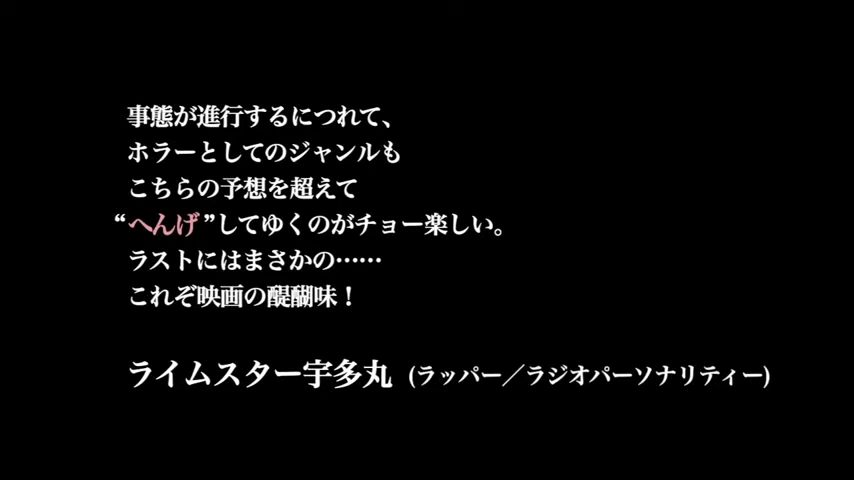 事態が進行するにつれて、
ホラーとしてのジャンルも
こちらの予想を超えて
“へんげ”してゆくのがチョー楽しい。
ラストにはまさかの……
これぞ映画の醍醐味！
ライムスター宇多丸 (ラッパー／ラジオパーソナリティー)